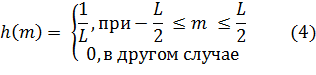 h(m) = { 1/L, при − L/2 ≤ m ≤ L/2 (4)
0, в другом случае